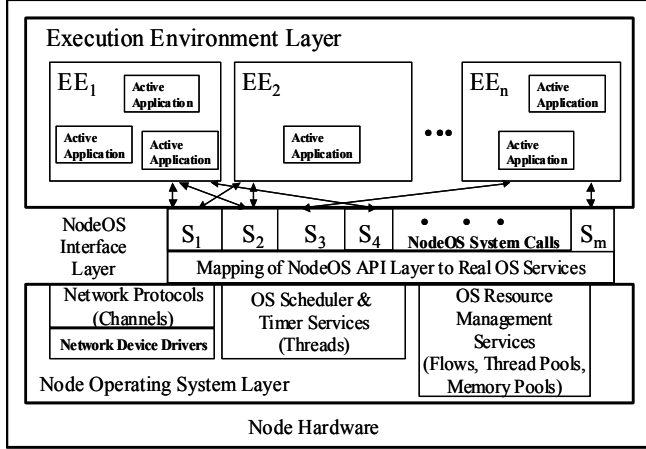 Execution Environment Layer
EE1
Active
Application
Active
Application
Active
Application
EE2
Active
Application
EEn
Active
Application
NodeOS
Interface
Layer
S1
S2
S3
S4
NodeOS System Calls
Sm
Mapping of NodeOS API Layer to Real OS Services
Network Protocols
(Channels)
Network Device Drivers
OS Scheduler &
Timer Services
(Threads)
OS Resource
Management
Services
(Flows, Thread Pools,
Memory Pools)
Node Operating System Layer
Node Hardware